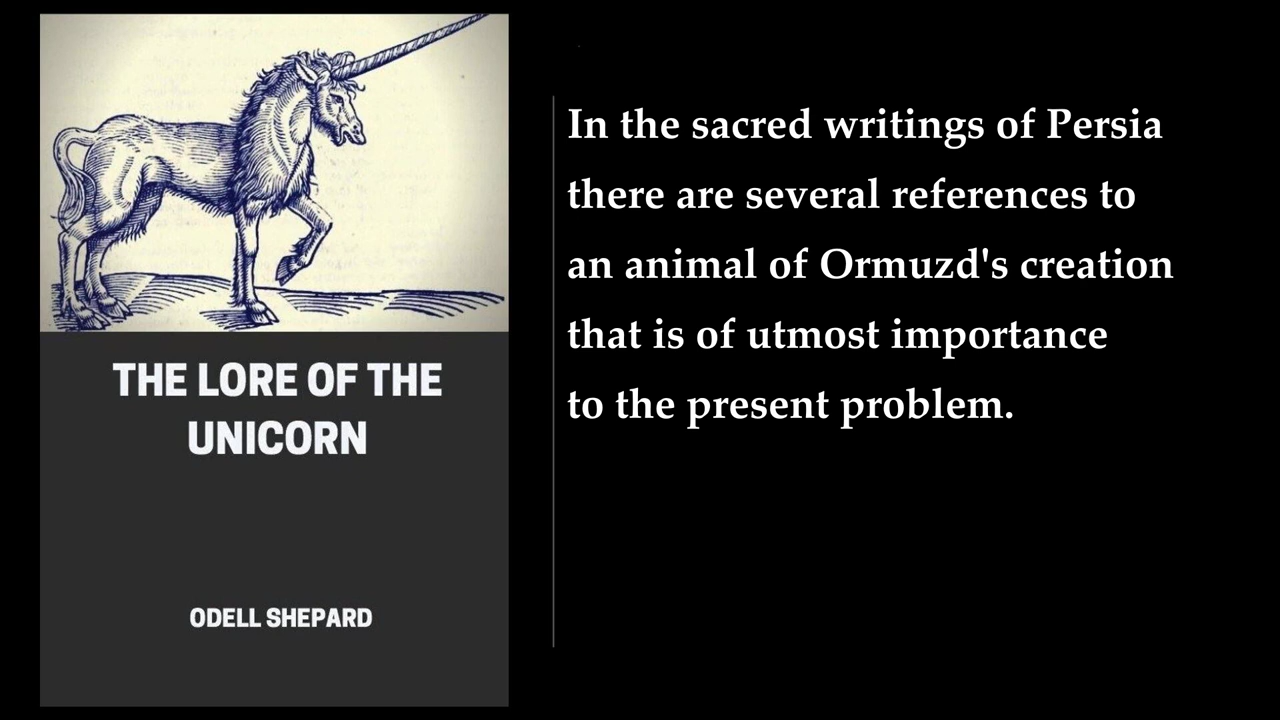 THE LORE OF THE
UNICORN
ODELL SHEPARD
In the sacred writings of Persia
there are several references to
an animal of Ormuzd's creation
that is of utmost importance
to the present problem.